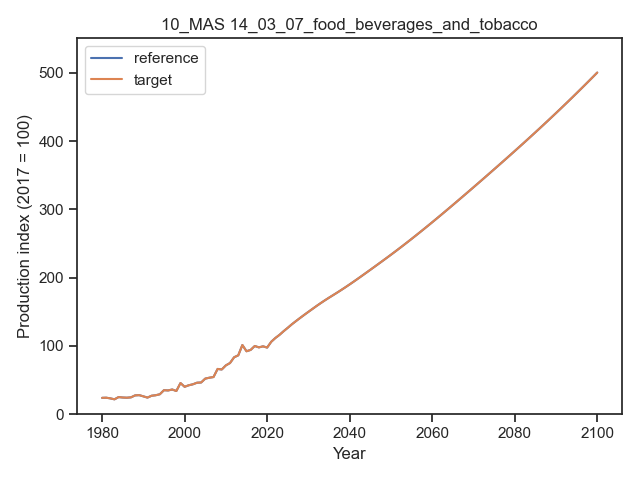 10_MAS 14_03_07_food_beverages_and_tobacco
reference
target
Production index (2017 = 100)
500
400
300
200
100
0
1980
2000
2020
2040
2060
2080
2100
Year